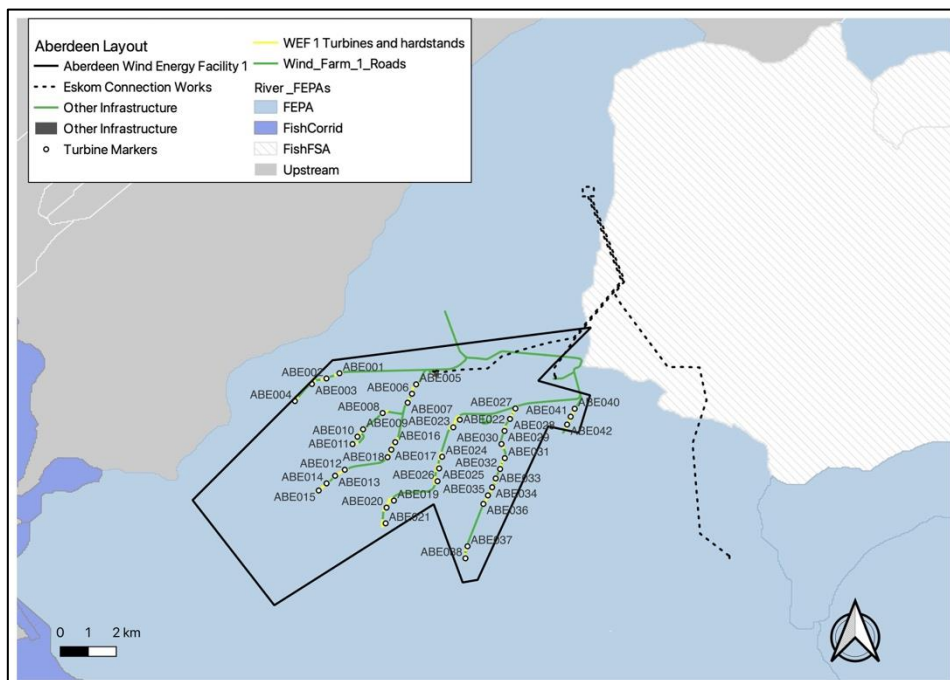 Aberdeen Layout
Aberdeen Wind Energy Facility 1
Eskom Connection Works
Other Infrastructure
Other Infrastructure
Turbine Markers
WEF 1 Turbines and hardstands
Wind_Farm_1_Roads
River _FEPAs
FEPA
FishCorrid
FishFSA
Upstream
ABE001
ABE002
ABE003
ABE004
ABE005
ABE006
ABE007
ABE008
ABE009
ABE010
ABE011
ABE012
ABE013
ABE014
ABE015
ABE016
ABE017
ABE018
ABE019
ABE020
ABE021
ABE022
ABE023
ABE024
ABE025
ABE026
ABE027
ABE028
ABE029
ABE030
ABE031
ABE032
ABE033
ABE034
ABE035
ABE036
ABE037
ABE038
ABE040
ABE041
ABE042
0 1 2 km